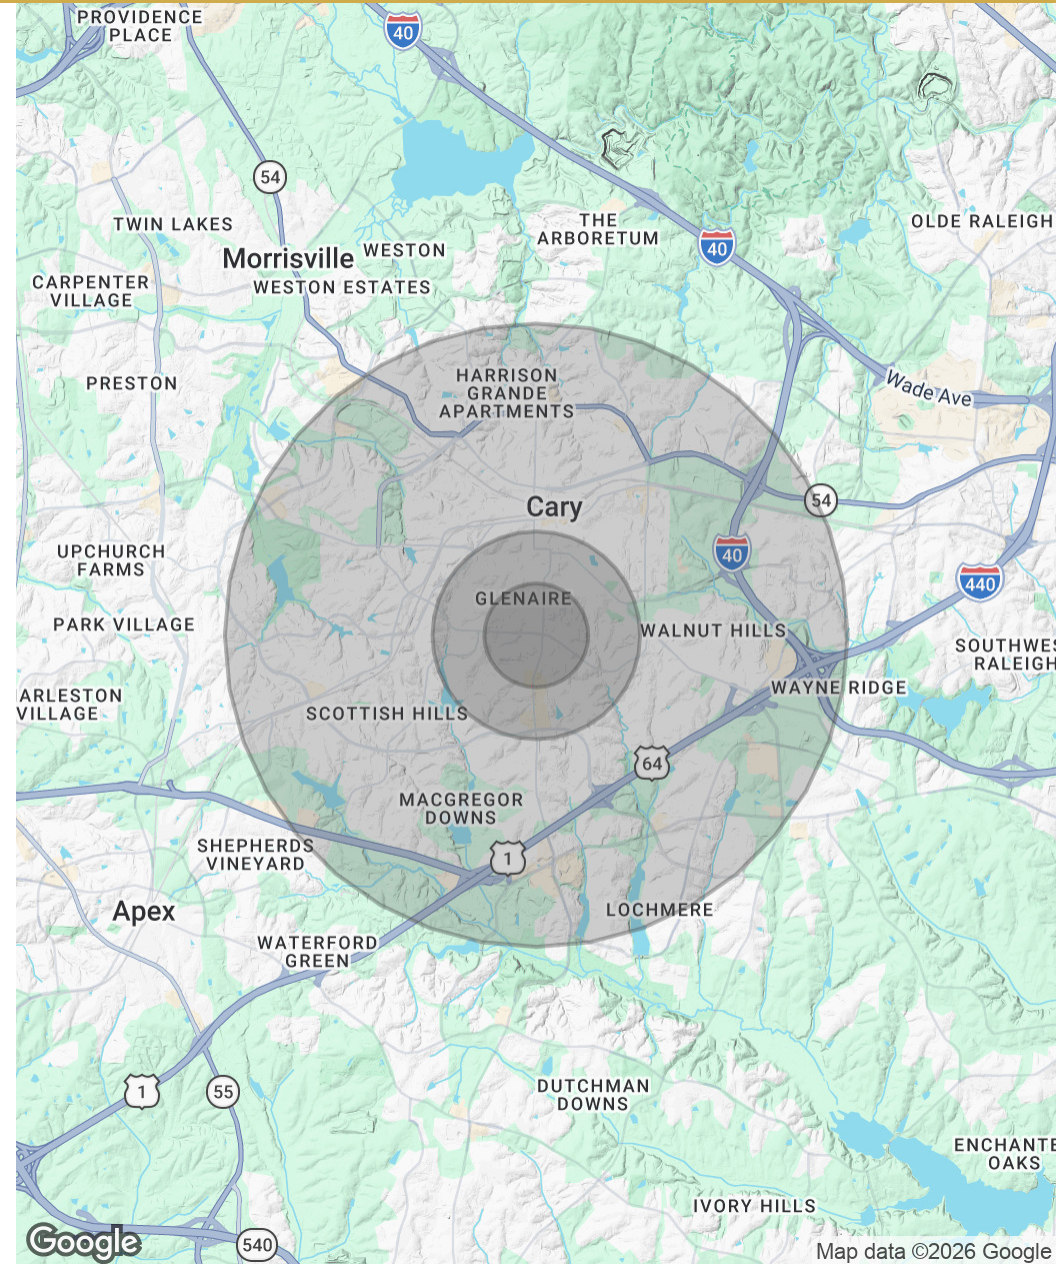 PROVIDENCE
PLACE
40
54
TWIN LAKES
THE
ARBORETUM
OLDE RALEIGH
40
Morrisville
WESTON
CARPENTER
VILLAGE
WESTON ESTATES
PRESTON
HARRISON
GRANDE
APARTMENTS
Wade Ave
Cary
54
UPCHURCH
FARMS
40
440
GLENAIRE
PARK VILLAGE
WALNUT HILLS
SOUTHWES
RALEIGH
ARLESTON
VILLAGE
WAYNE RIDGE
SCOTTISH HILLS
64
MACGREGOR
DOWNS
SHEPHERDS
VINEYARD
1
Apex
LOCHMERE
WATERFORD
GREEN
1
55
DUTCHMAN
DOWNS
ENCHANTE
OAKS
IVORY HILLS
Google
540
Map data ©2026 Google